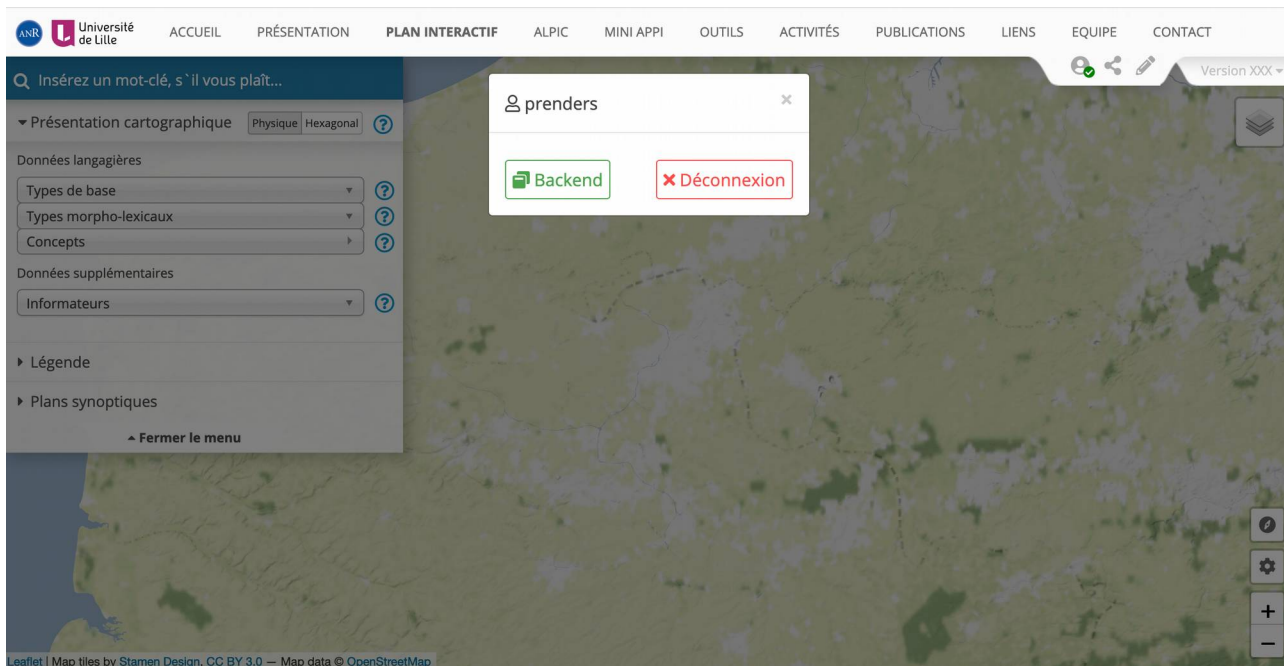 ANR Université de Lille ACCUEIL PRÉSENTATION PLAN INTERACTIF ALPIC MINI APPI OUTILS ACTIVITÉS PUBLICATIONS LIENS EQUIPE CONTACT
Version XXX
Insérez un mot-clé, s`il vous plaît...
prenders ×
Présentation cartographique Physique Hexagonal ?
Données langagières
Types de base ?
Types morpho-lexicaux ?
Concepts ?
Données supplémentaires
Informateurs ?
Légende
Plans synoptiques
Fermer le menu
Backend Déconnexion
+
−
Leaflet | Map tiles by Stamen Design, CC BY 3.0 — Map data © OpenStreetMap